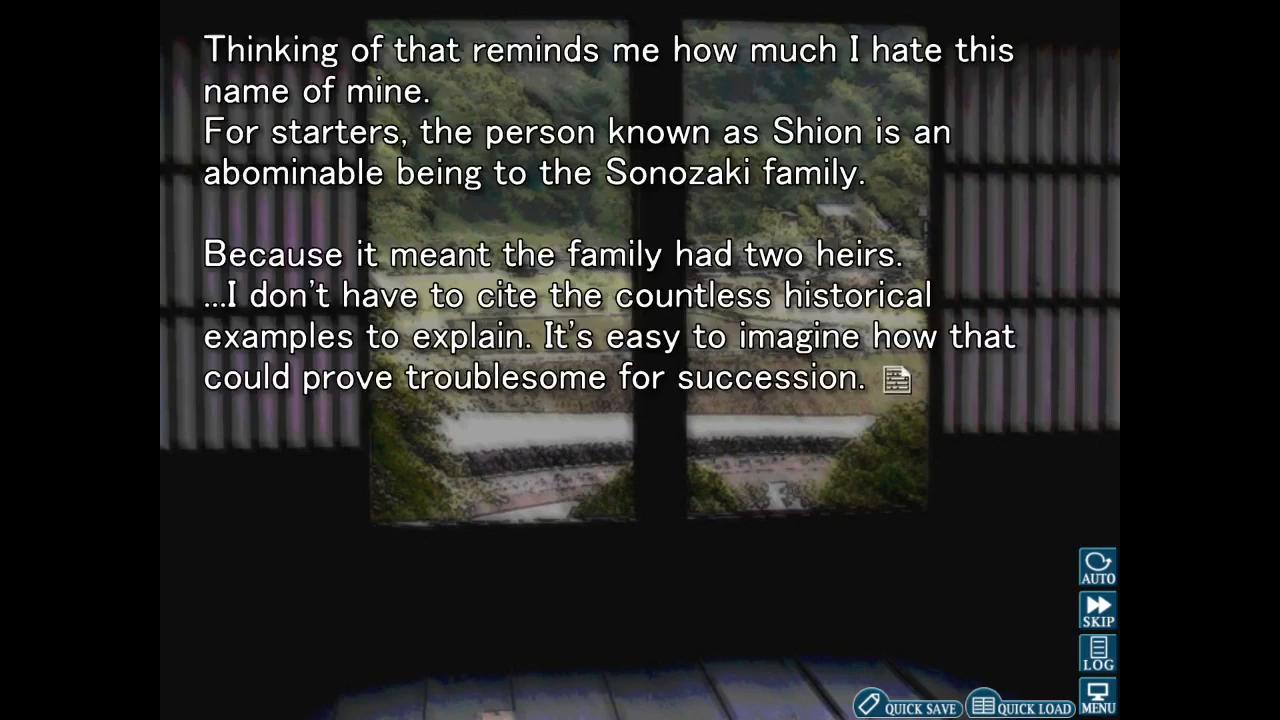 Thinking of that reminds me how much I hate this
name of mine.
For starters, the person known as Shion is an
abominable being to the Sonozaki family.
Because it meant the family had two heirs.
...I don't have to cite the countless historical
examples to explain. It's easy to imagine how that
could prove troublesome for succession.
AUTO
SKIP
LOG
MENU
QUICK SAVE
QUICK LOAD